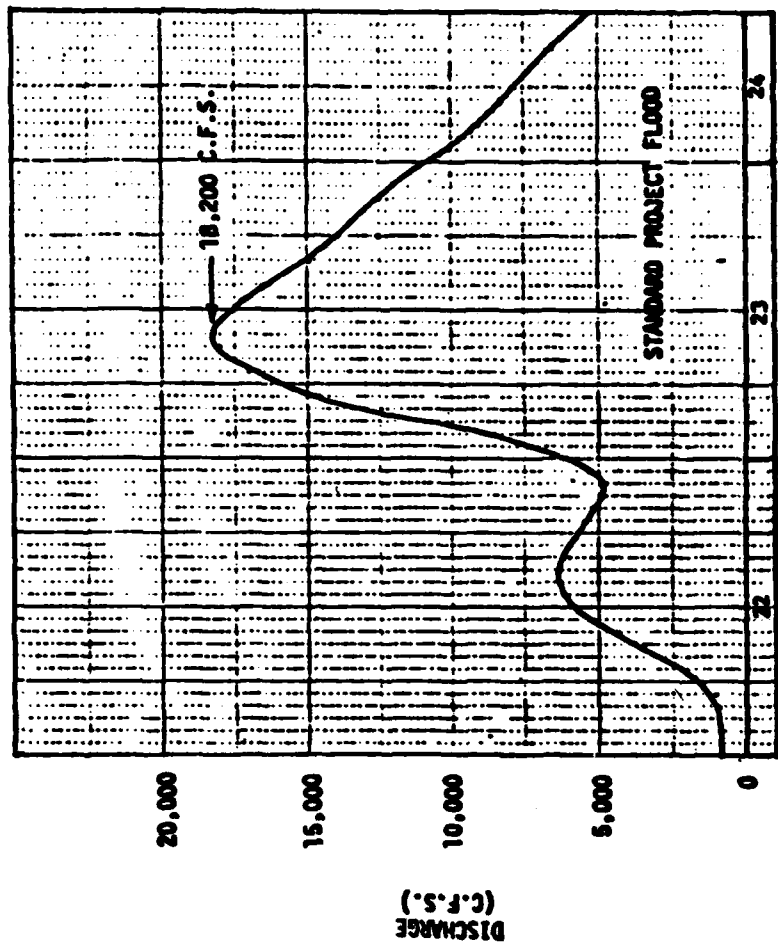 DISCHARGE
(C.F.S.)
20,000
15,000
10,000
5,000
0
18,200 C.F.S.
STANDARD PROJECT FLOOD
22
23
24